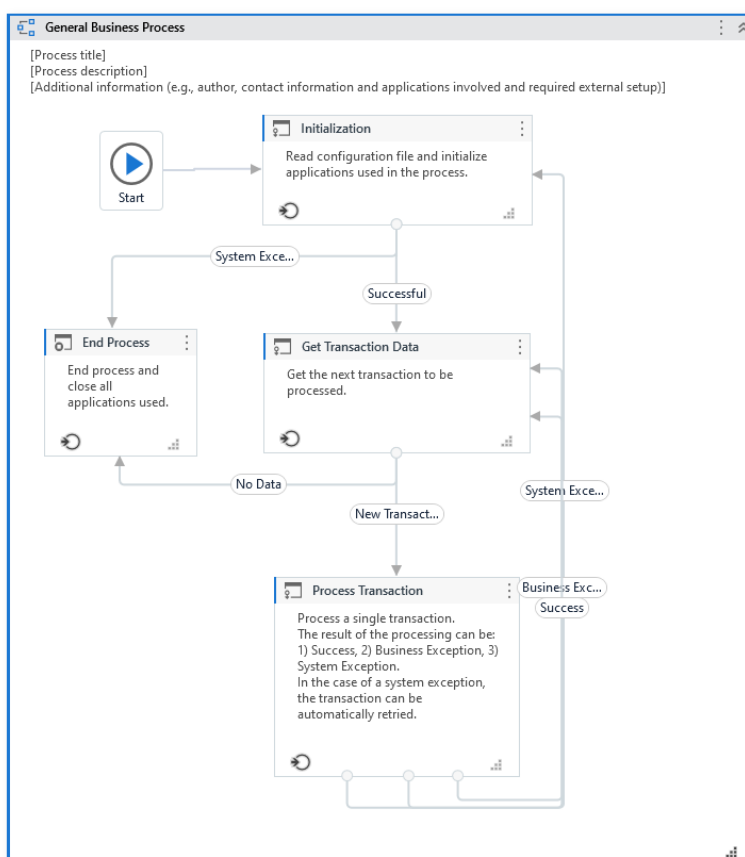 General Business Process
[Process title]
[Process description]
[Additional information (e.g., author, contact information and applications involved and required external setup)]
Initialization
Read configuration file and initialize
applications used in the process.
Start
System Exce...
Successful
End Process
End process and
close all
applications used.
Get Transaction Data
Get the next transaction to be
processed.
No Data
System Exce...
New Transact...
Process Transaction
Process a single transaction.
The result of the processing can be:
1) Success, 2) Business Exception, 3)
System Exception.
In the case of a system exception,
the transaction can be
automatically retried.
Business Exc...
Success